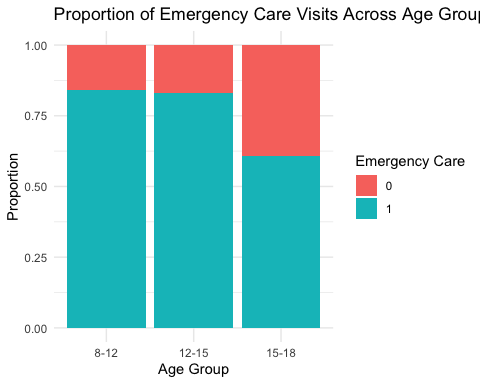 Proportion of Emergency Care Visits Across Age Grou
1.00
0.75
0.50
0.25
0.00
Proportion
8-12
12-15
15-18
Age Group
Emergency Care
0
1